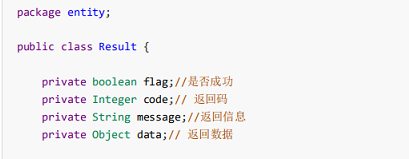 package entity;
public class Result {
private boolean flag;//是否成功
private Integer code;// 返回码
private String message;//返回信息
private Object data;// 返回数据